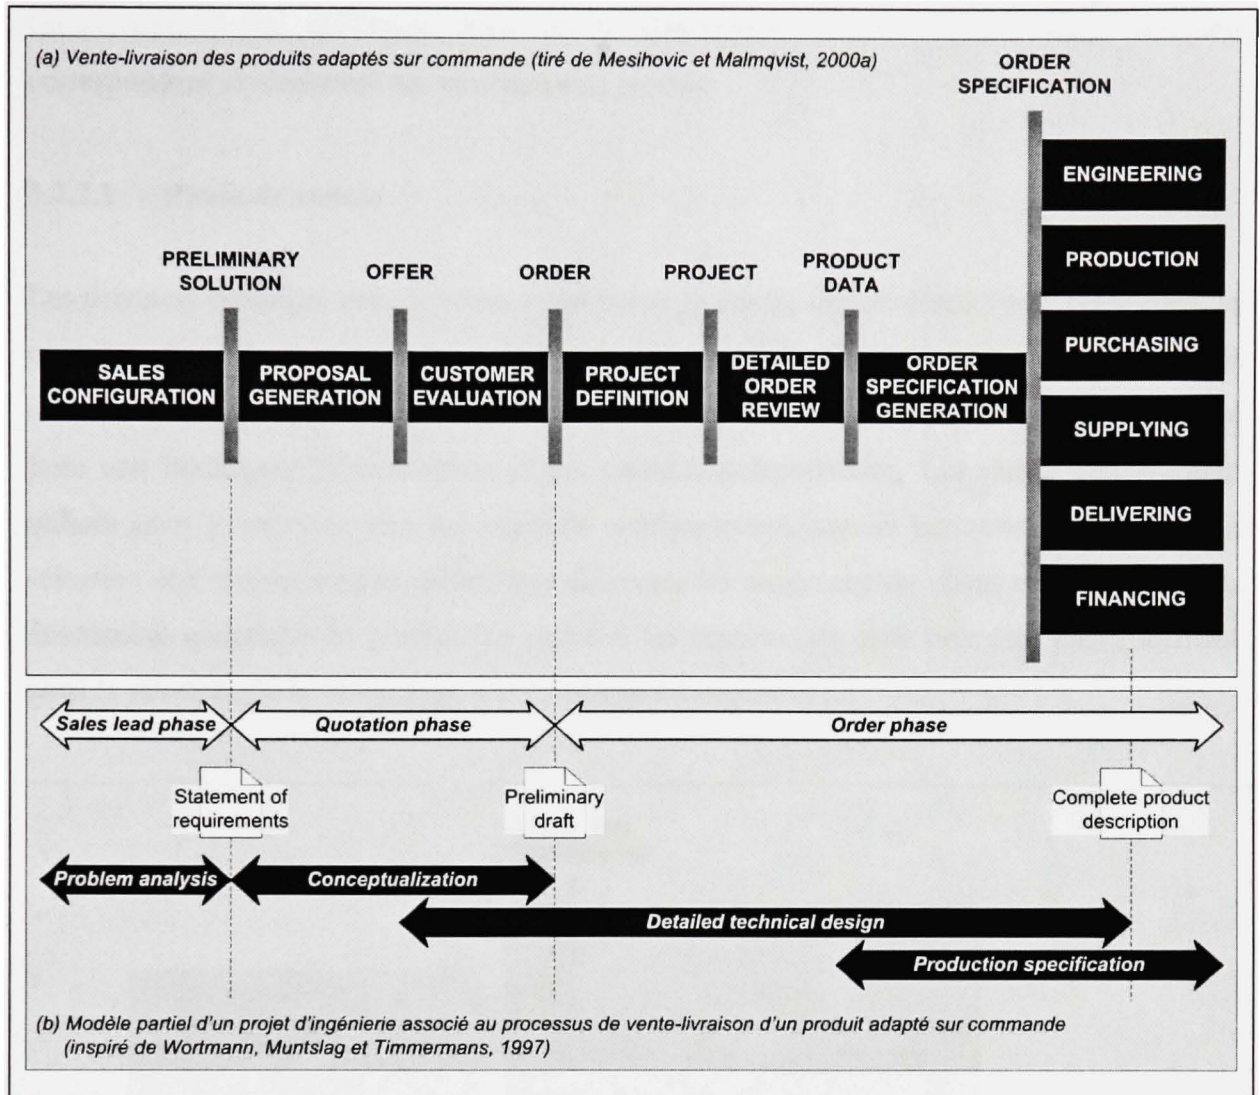 (a) Vente-livraison des produits adaptés sur commande (tiré de Mesihovic et Malmqvist, 2000a)
ORDER
SPECIFICATION
ENGINEERING
PRODUCTION
PURCHASING
SUPPLYING
DELIVERING
FINANCING
PRELIMINARY
SOLUTION
OFFER
ORDER
PROJECT
PRODUCT
DATA
SALES
CONFIGURATION
PROPOSAL
GENERATION
CUSTOMER
EVALUATION
PROJECT
DEFINITION
DETAILED
ORDER
REVIEW
ORDER
SPECIFICATION
GENERATION
Sales lead phase
Quotation phase
Order phase
Statement of
requirements
Preliminary
draft
Complete product
description
Problem analysis
Conceptualization
Detailed technical design
Production specification
(b) Modèle partiel d'un projet d'ingénierie associé au processus de vente-livraison d'un produit adapté sur commande
(inspiré de Wortmann, Muntslag et Timmermans, 1997)